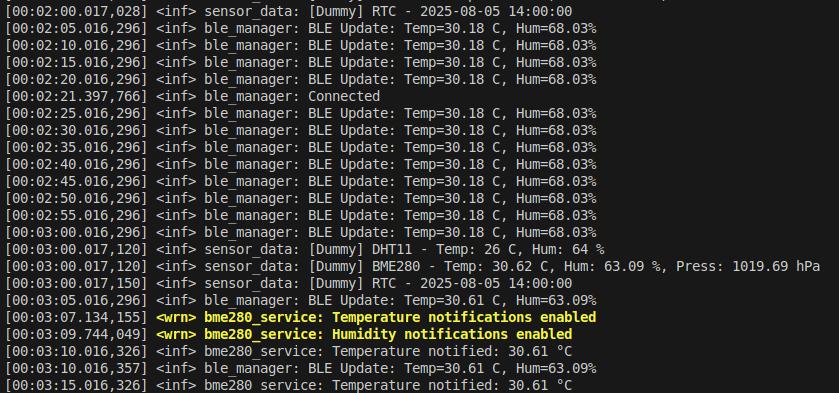 [00:02:00.017,028] <inf> sensor_data: [Dummy] RTC - 2025-08-05 14:00:00
[00:02:05.016,296] <inf> ble_manager: BLE Update: Temp=30.18 C, Hum=68.03%
[00:02:10.016,296] <inf> ble_manager: BLE Update: Temp=30.18 C, Hum=68.03%
[00:02:15.016,296] <inf> ble_manager: BLE Update: Temp=30.18 C, Hum=68.03%
[00:02:20.016,296] <inf> ble_manager: BLE Update: Temp=30.18 C, Hum=68.03%
[00:02:21.397,766] <inf> ble_manager: Connected
[00:02:25.016,296] <inf> ble_manager: BLE Update: Temp=30.18 C, Hum=68.03%
[00:02:30.016,296] <inf> ble_manager: BLE Update: Temp=30.18 C, Hum=68.03%
[00:02:35.016,296] <inf> ble_manager: BLE Update: Temp=30.18 C, Hum=68.03%
[00:02:40.016,296] <inf> ble_manager: BLE Update: Temp=30.18 C, Hum=68.03%
[00:02:45.016,296] <inf> ble_manager: BLE Update: Temp=30.18 C, Hum=68.03%
[00:02:50.016,296] <inf> ble_manager: BLE Update: Temp=30.18 C, Hum=68.03%
[00:02:55.016,296] <inf> ble_manager: BLE Update: Temp=30.18 C, Hum=68.03%
[00:03:00.016,296] <inf> ble_manager: BLE Update: Temp=30.18 C, Hum=68.03%
[00:03:00.017,120] <inf> sensor_data: [Dummy] DHT11 - Temp: 26 C, Hum: 64 %
[00:03:00.017,120] <inf> sensor_data: [Dummy] BME280 - Temp: 30.62 C, Hum: 63.09 %, Press: 1019.69 hPa
[00:03:00.017,150] <inf> sensor_data: [Dummy] RTC - 2025-08-05 14:00:00
[00:03:05.016,296] <inf> ble_manager: BLE Update: Temp=30.61 C, Hum=63.09%
[00:03:07.134,155] <wrn> bme280_service: Temperature notifications enabled
[00:03:09.744,049] <wrn> bme280_service: Humidity notifications enabled
[00:03:10.016,326] <inf> bme280_service: Temperature notified: 30.61 °C
[00:03:10.016,357] <inf> ble_manager: BLE Update: Temp=30.61 C, Hum=63.09%
[00:03:15.016,326] <inf> bme280_service: Temperature notified: 30.61 °C